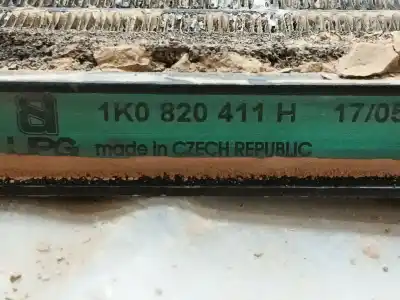 1K0 820 411 H 17/05
made in CZECH REPUBLIC